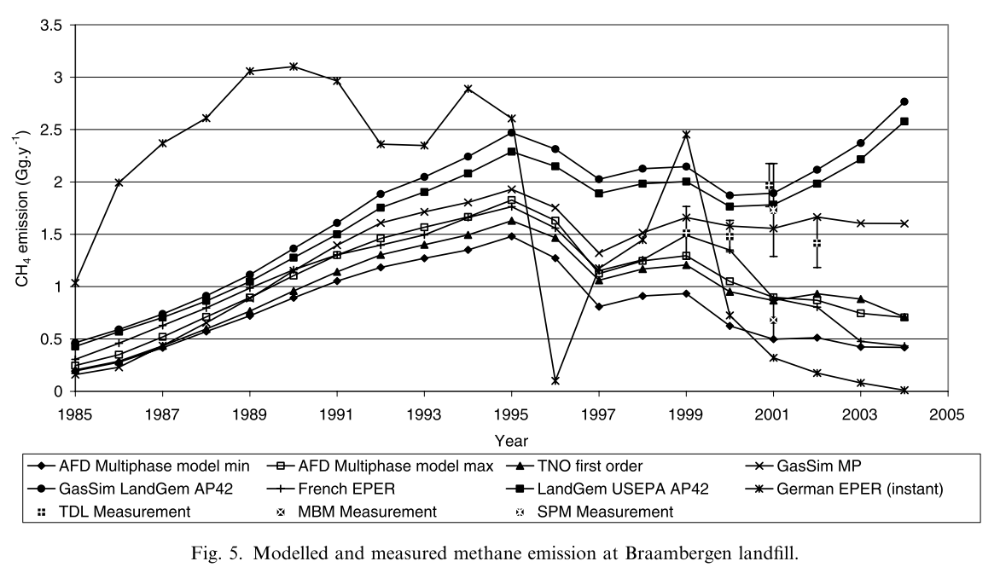 3.5
3
2.5
2
1.5
1
0.5
0
CH4 emission (Gg.y-1)
1985 1987 1989 1991 1993 1995 1997 1999 2001 2003 2005
Year
AFD Multiphase model min AFD Multiphase model max TNO first order GasSim MP
GasSim LandGem AP42 French EPER LandGem USEPA AP42 German EPER (instant)
TDL Measurement MBM Measurement SPM Measurement
Fig. 5. Modelled and measured methane emission at Braambergen landfill.